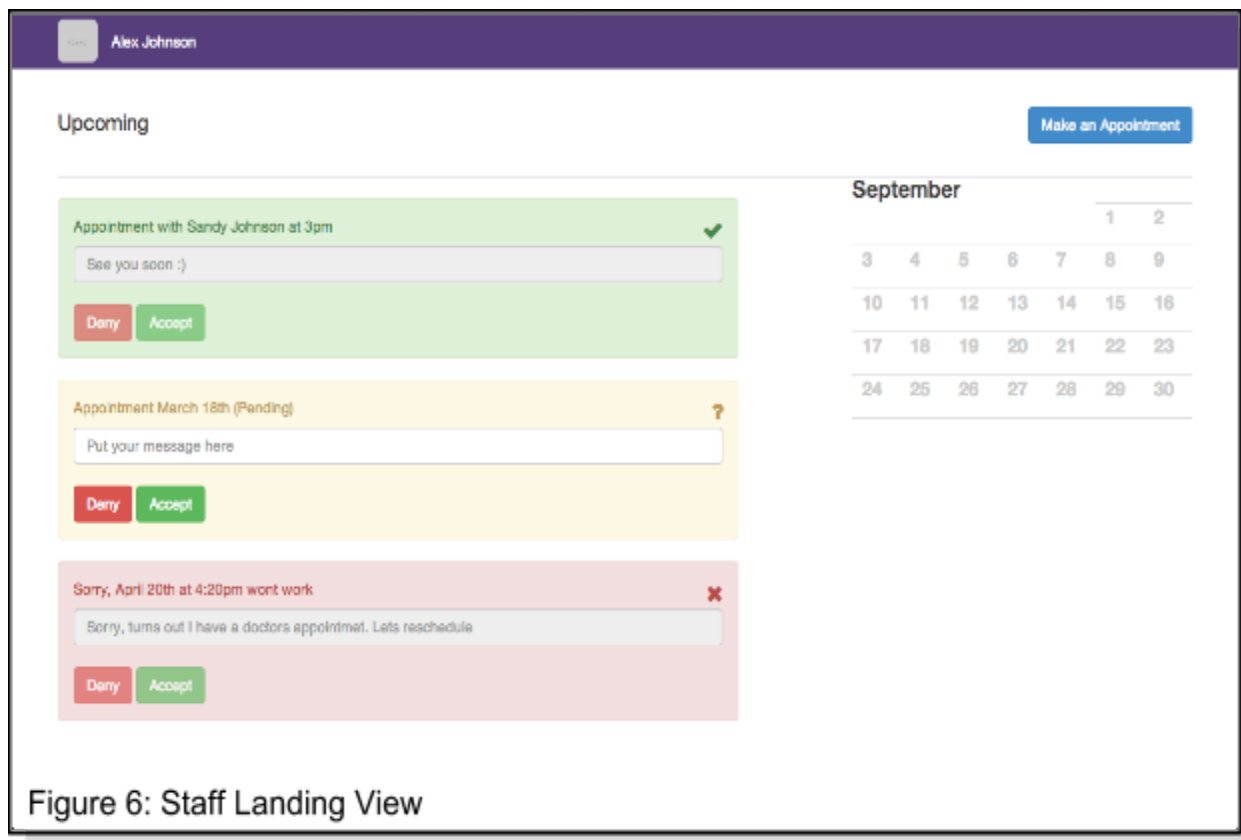 Alex Johnson
Upcoming
Make an Appointment
Appointment with Sandy Johnson at 3pm
See you soon :)
Deny Accept
Appointment March 18th (Pending)
?
Put your message here
Deny Accept
Sorry, April 20th at 4:20pm wont work
Sorry, turns out I have a doctors appointmet. Lets reschedule
Deny Accept
September
1 2
3 4 5 6 7 8 9
10 11 12 13 14 15 16
17 18 19 20 21 22 23
24 25 26 27 28 29 30
Figure 6: Staff Landing View